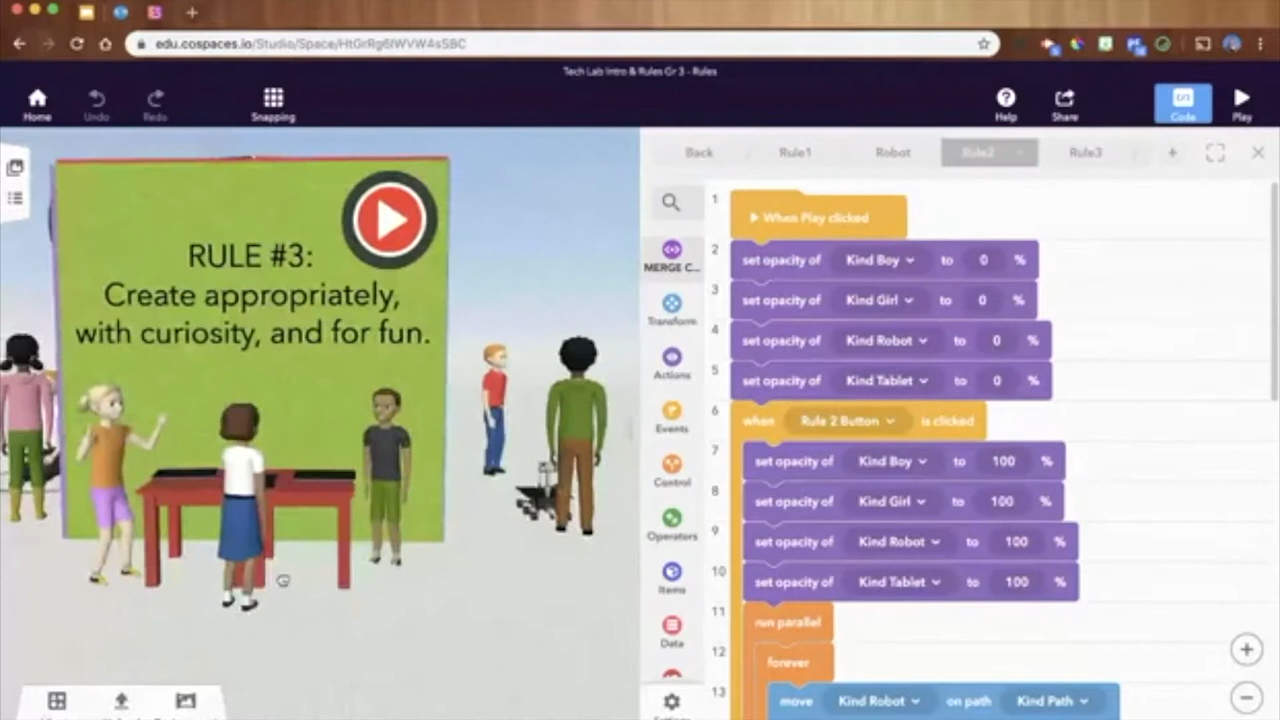 edu.cospaces.io/Studio/Space/HtGrRg6IWVW4sSBC
Tech Lab Intro & Rules Gr 3 - Rules
Home Undo Redo Snapping Help Share Code Play
Back Rule1 Robot Rule2 Rule3 +
RULE #3:
Create appropriately,
with curiosity, and for fun.
MERGE C...
Transform
Actions
Events
Control
Operators
Items
Data
1 When Play clicked
2 set opacity of Kind Boy to 0 %
3 set opacity of Kind Girl to 0 %
4 set opacity of Kind Robot to 0 %
5 set opacity of Kind Tablet to 0 %
6 when Rule 2 Button is clicked
7 set opacity of Kind Boy to 100 %
8 set opacity of Kind Girl to 100 %
9 set opacity of Kind Robot to 100 %
10 set opacity of Kind Tablet to 100 %
11 run parallel
12 forever
13 move Kind Robot on path Kind Path